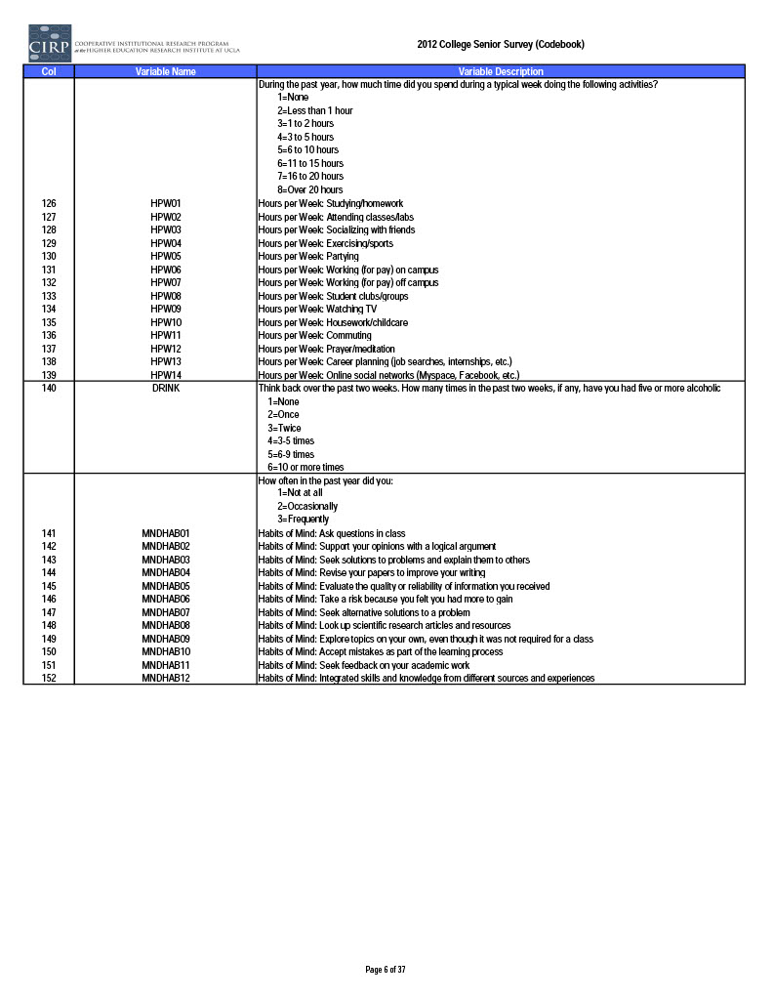 CIRP COOPERATIVE INSTITUTIONAL RESEARCH PROGRAM
at the HIGHER EDUCATION RESEARCH INSTITUTE AT UCLA
2012 College Senior Survey (Codebook)
Col Variable Name Variable Description
During the past year, how much time did you spend during a typical week doing the following activities?
1=None
2=Less than 1 hour
3=1 to 2 hours
4=3 to 5 hours
5=6 to 10 hours
6=11 to 15 hours
7=16 to 20 hours
8=Over 20 hours
126 HPW01 Hours per Week: Studying/homework
127 HPW02 Hours per Week: Attending classes/labs
128 HPW03 Hours per Week: Socializing with friends
129 HPW04 Hours per Week: Exercising/sports
130 HPW05 Hours per Week: Partying
131 HPW06 Hours per Week: Working (for pay) on campus
132 HPW07 Hours per Week: Working (for pay) off campus
133 HPW08 Hours per Week: Student clubs/groups
134 HPW09 Hours per Week: Watching TV
135 HPW10 Hours per Week: Housework/childcare
136 HPW11 Hours per Week: Commuting
137 HPW12 Hours per Week: Prayer/meditation
138 HPW13 Hours per Week: Career planning (job searches, internships, etc.)
139 HPW14 Hours per Week: Online social networks (Myspace, Facebook, etc.)
140 DRINK Think back over the past two weeks. How many times in the past two weeks, if any, have you had five or more alcoholic
1=None
2=Once
3=Twice
4=3-5 times
5=6-9 times
6=10 or more times
How often in the past year did you:
1=Not at all
2=Occasionally
3=Frequently
141 MNDHAB01 Habits of Mind: Ask questions in class
142 MNDHAB02 Habits of Mind: Support your opinions with a logical argument
143 MNDHAB03 Habits of Mind: Seek solutions to problems and explain them to others
144 MNDHAB04 Habits of Mind: Revise your papers to improve your writing
145 MNDHAB05 Habits of Mind: Evaluate the quality or reliability of information you received
146 MNDHAB06 Habits of Mind: Take a risk because you felt you had more to gain
147 MNDHAB07 Habits of Mind: Seek alternative solutions to a problem
148 MNDHAB08 Habits of Mind: Look up scientific research articles and resources
149 MNDHAB09 Habits of Mind: Explore topics on your own, even though it was not required for a class
150 MNDHAB10 Habits of Mind: Accept mistakes as part of the learning process
151 MNDHAB11 Habits of Mind: Seek feedback on your academic work
152 MNDHAB12 Habits of Mind: Integrated skills and knowledge from different sources and experiences
Page 6 of 37